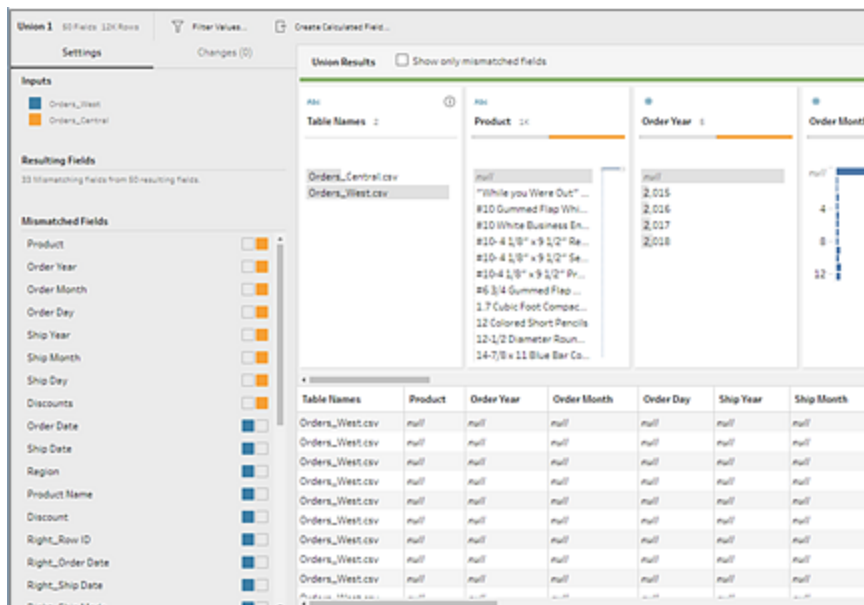 Union 1 50 Fields 12K Rows Filter Values... Create Calculated Field...
Settings Changes (0)
Inputs
Orders_West
Orders_Central
Resulting Fields
33 Mismatching fields from 50 resulting fields.
Mismatched Fields
Product
Order Year
Order Month
Order Day
Ship Year
Ship Month
Ship Day
Discounts
Order Date
Ship Date
Region
Product Name
Discount
Right_Row ID
Right_Order Date
Right_Ship Date
Union Results Show only mismatched fields
Abc
Table Names 2
Orders_Central.csv
Orders_West.csv
Abc
Product 1K
null
"While you Were Out" ...
#10 Gummed Flap Whi...
#10 White Business En...
#10- 4 1/8" x 9 1/2" Re...
#10- 4 1/8" x 9 1/2" Se...
#10-4 1/8" x 9 1/2" Pr...
#6 3/4 Gummed Flap ...
1.7 Cubic Foot Compac...
12 Colored Short Pencils
12-1/2 Diameter Roun...
14-7/8 x 11 Blue Bar Co...
Order Year 5
null
2,015
2,016
2,017
2,018
Order Month
null
4
8
12
Table Names Product Order Year Order Month Order Day Ship Year Ship Month
Orders_West.csv null null null null null null
Orders_West.csv null null null null null null
Orders_West.csv null null null null null null
Orders_West.csv null null null null null null
Orders_West.csv null null null null null null
Orders_West.csv null null null null null null
Orders_West.csv null null null null null null
Orders_West.csv null null null null null null
Orders_West.csv null null null null null null